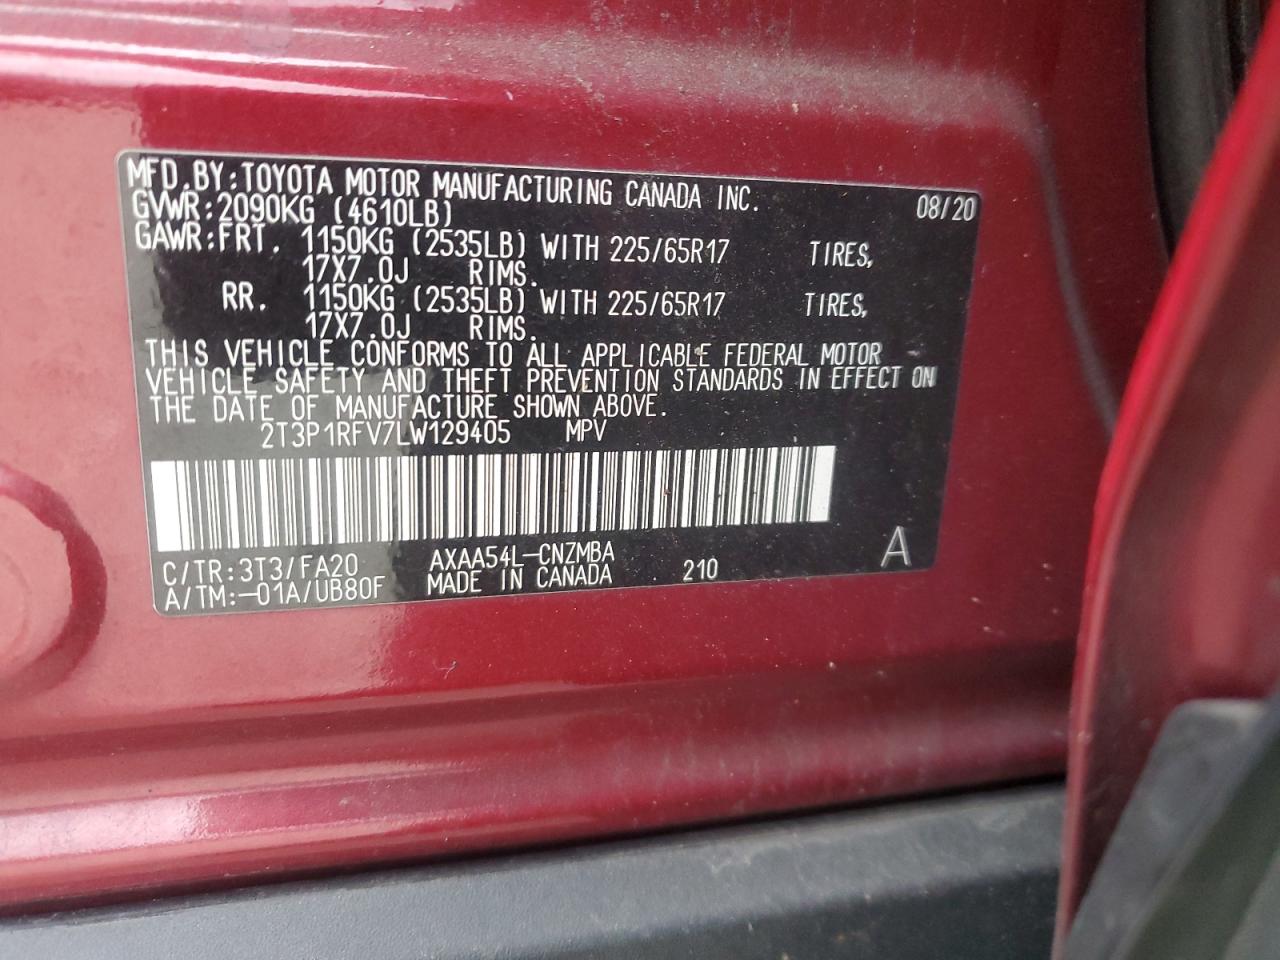 MFD.BY:TOYOTA MOTOR MANUFACTURING CANADA INC. 08/20
GVWR:2090KG (4610LB)
GAWR:FRT. 1150KG (2535LB) WITH 225/65R17 TIRES,
17X7.0J RIMS.
RR. 1150KG (2535LB) WITH 225/65R17 TIRES,
17X7.0J RIMS.
THIS VEHICLE CONFORMS TO ALL APPLICABLE FEDERAL MOTOR
VEHICLE SAFETY AND THEFT PREVENTION STANDARDS IN EFFECT ON
THE DATE OF MANUFACTURE SHOWN ABOVE.
2T3P1RFV7LW129405 MPV
C/TR:3T3/FA20 AXAA54L-CNZMBA A
A/TM:-01A/UB80F MADE IN CANADA 210